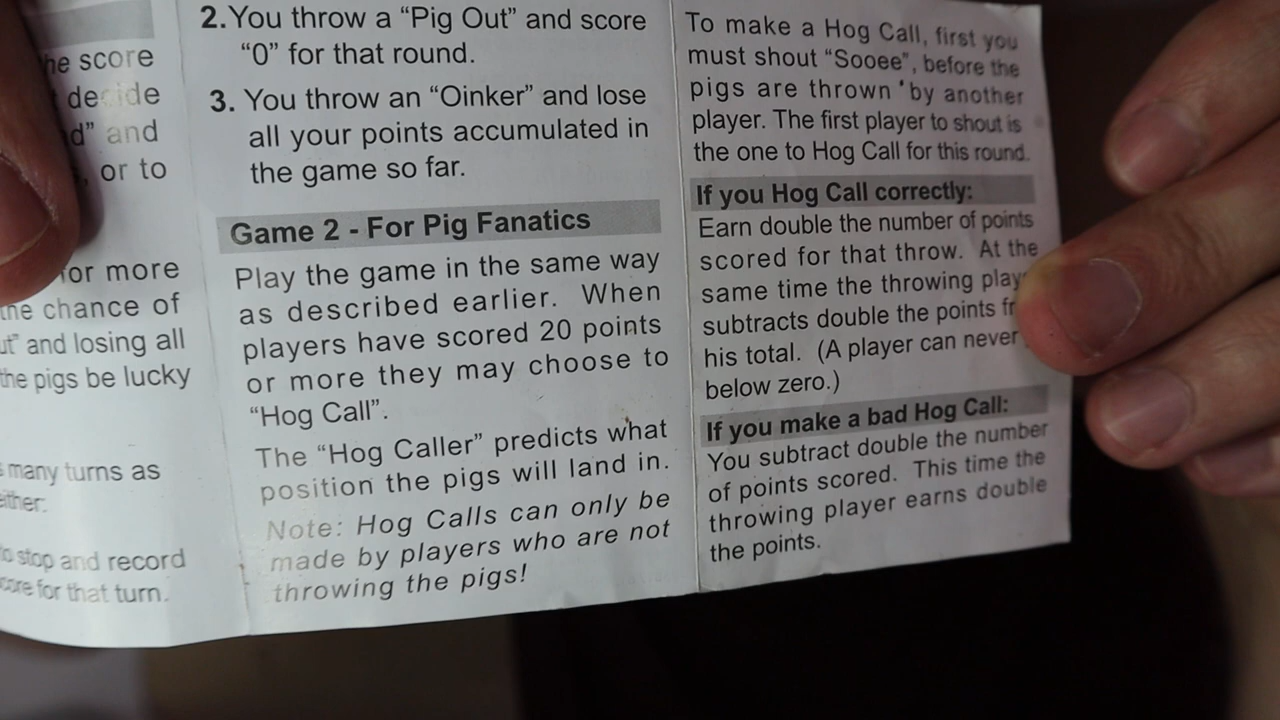 he score
decide
d" and
, or to
for more
the chance of
ut" and losing all
the pigs be lucky
many turns as
either:
to stop and record
score for that turn.
2. You throw a “Pig Out” and score
“0” for that round.
3. You throw an “Oinker” and lose
all your points accumulated in
the game so far.
Game 2 - For Pig Fanatics
Play the game in the same way
as described earlier. When
players have scored 20 points
or more they may choose to
“Hog Call”.
The “Hog Caller” predicts what
position the pigs will land in.
Note: Hog Calls can only be
made by players who are not
throwing the pigs!
To make a Hog Call, first you
must shout “Sooee”, before the
pigs are thrown by another
player. The first player to shout is
the one to Hog Call for this round.
If you Hog Call correctly:
Earn double the number of points
scored for that throw. At the
same time the throwing play
subtracts double the points fr
his total. (A player can never
below zero.)
If you make a bad Hog Call:
You subtract double the number
of points scored. This time the
throwing player earns double
the points.